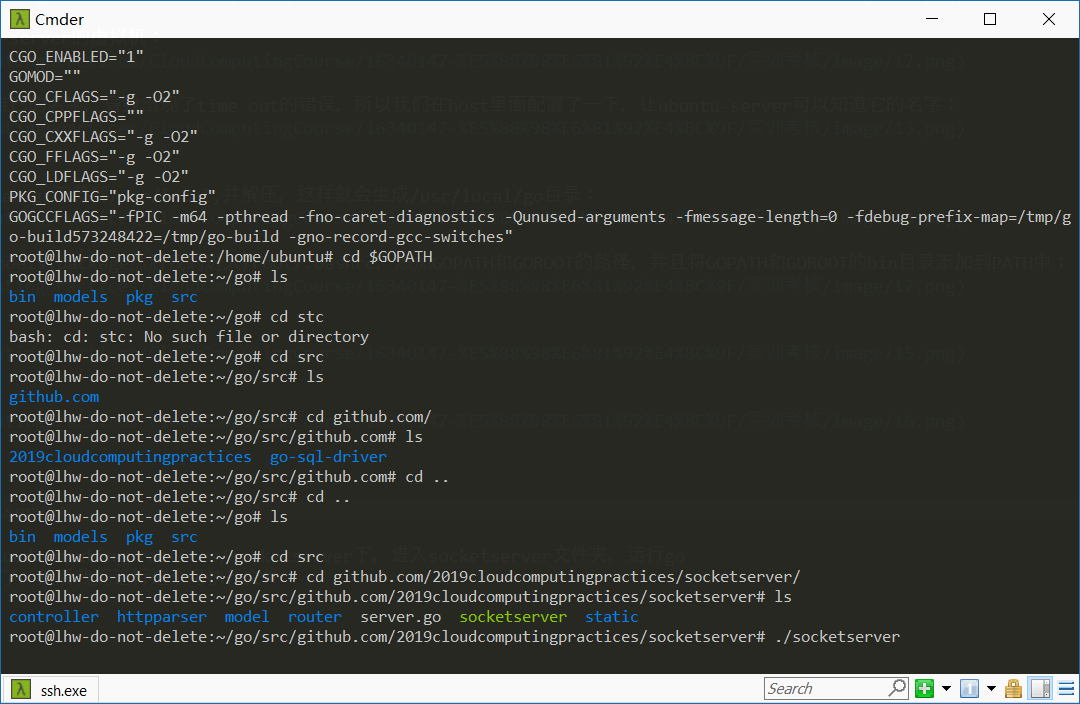 Cmder
CGO_ENABLED="1"
GOMOD=""
CGO_CFLAGS="-g -O2"
CGO_CPPFLAGS=""
CGO_CXXFLAGS="-g -O2"
CGO_FFLAGS="-g -O2"
CGO_LDFLAGS="-g -O2"
PKG_CONFIG="pkg-config"
GOGCCFLAGS="-fPIC -m64 -pthread -fno-caret-diagnostics -Qunused-arguments -fmessage-length=0 -fdebug-prefix-map=/tmp/g
o-build573248422=/tmp/go-build -gno-record-gcc-switches"
root@lhw-do-not-delete:/home/ubuntu# cd $GOPATH
root@lhw-do-not-delete:~/go# ls
bin  models  pkg  src
root@lhw-do-not-delete:~/go# cd stc
bash: cd: stc: No such file or directory
root@lhw-do-not-delete:~/go# cd src
root@lhw-do-not-delete:~/go/src# ls
github.com
root@lhw-do-not-delete:~/go/src# cd github.com/
root@lhw-do-not-delete:~/go/src/github.com# ls
2019cloudcomputingpractices  go-sql-driver
root@lhw-do-not-delete:~/go/src/github.com# cd ..
root@lhw-do-not-delete:~/go/src# cd ..
root@lhw-do-not-delete:~/go# ls
bin  models  pkg  src
root@lhw-do-not-delete:~/go# cd src
root@lhw-do-not-delete:~/go/src# cd github.com/2019cloudcomputingpractices/socketserver/
root@lhw-do-not-delete:~/go/src/github.com/2019cloudcomputingpractices/socketserver# ls
controller  httpparser  model  router  server.go  socketserver  static
root@lhw-do-not-delete:~/go/src/github.com/2019cloudcomputingpractices/socketserver# ./socketserver
ssh.exe
Search